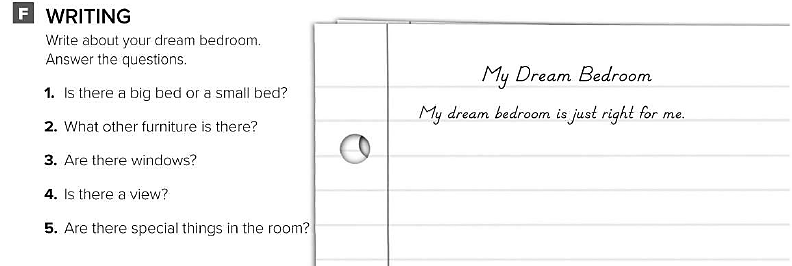 F WRITING
Write about your dream bedroom.
Answer the questions.
1. Is there a big bed or a small bed?
2. What other furniture is there?
3. Are there windows?
4. Is there a view?
5. Are there special things in the room?
My Dream Bedroom
My dream bedroom is just right for me.